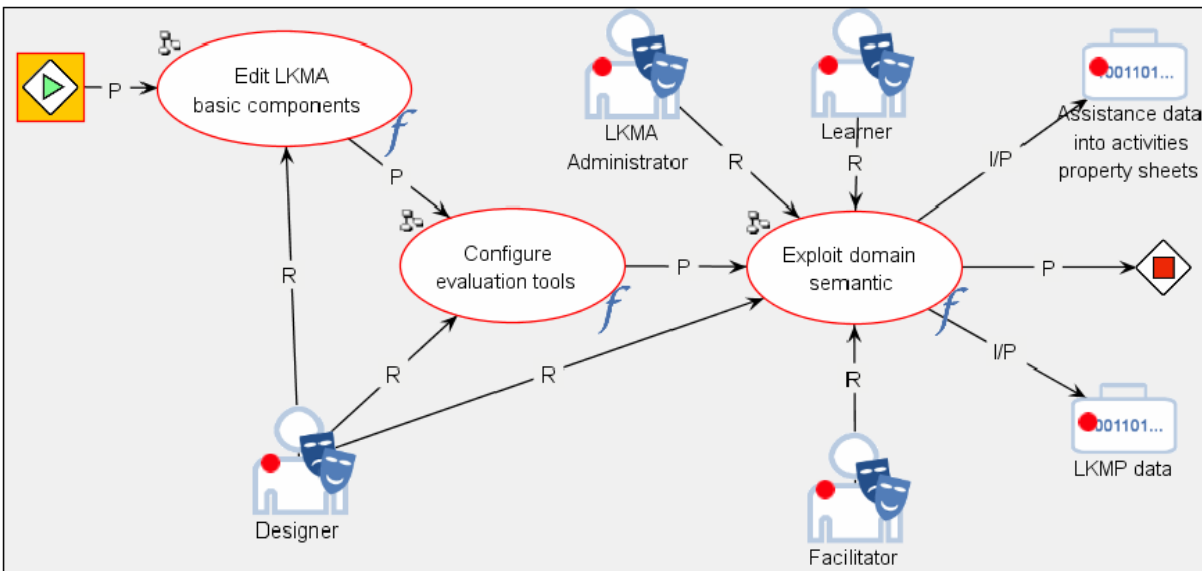 Edit LKMA
basic components
f
P
LKMA
Administrator
Learner
001101...
Assistance data
into activities
property sheets
P
R
R
I/P
R
Configure
evaluation tools
f
P
Exploit domain
semantic
f
P
R
R
R
I/P
001101...
LKMP data
Designer
Facilitator